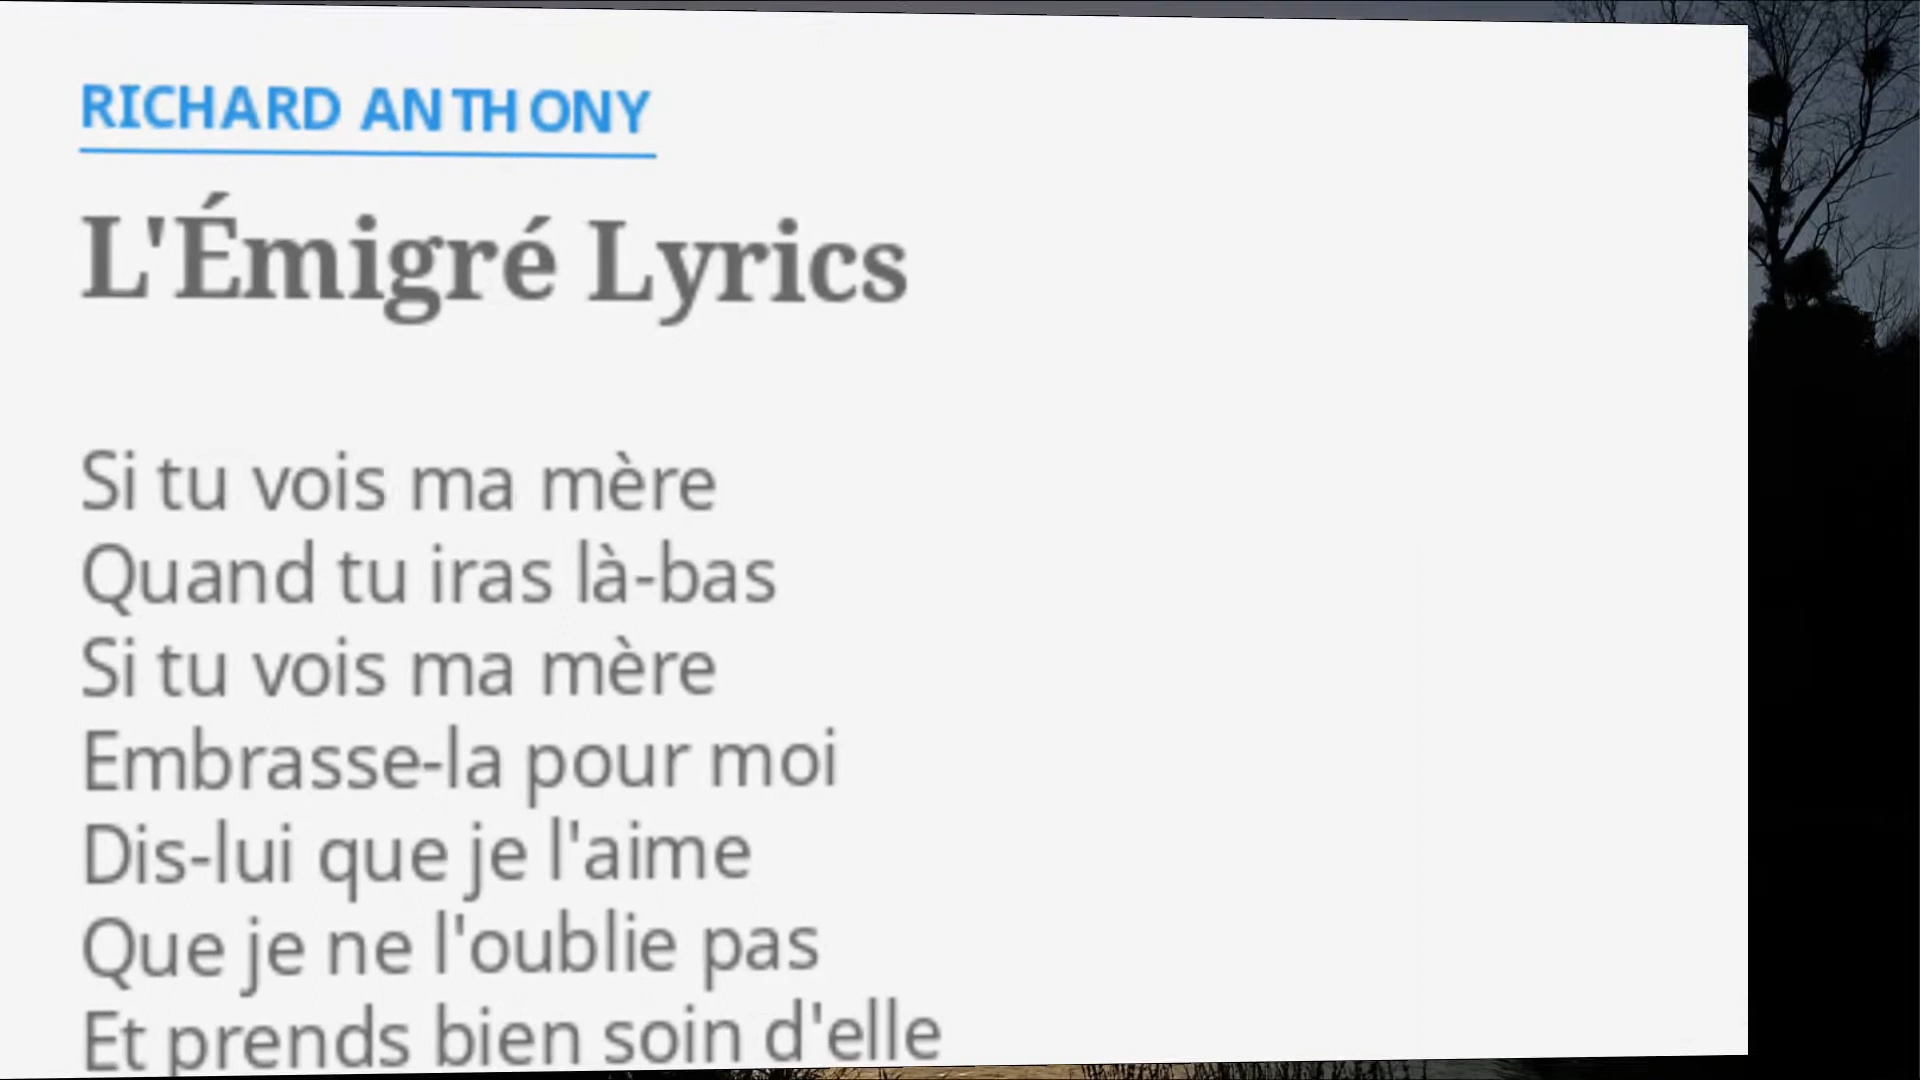 RICHARD ANTHONY
L'Émigré Lyrics
Si tu vois ma mère
Quand tu iras là-bas
Si tu vois ma mère
Embrasse-la pour moi
Dis-lui que je l'aime
Que je ne l'oublie pas
Et prends bien soin d'elle